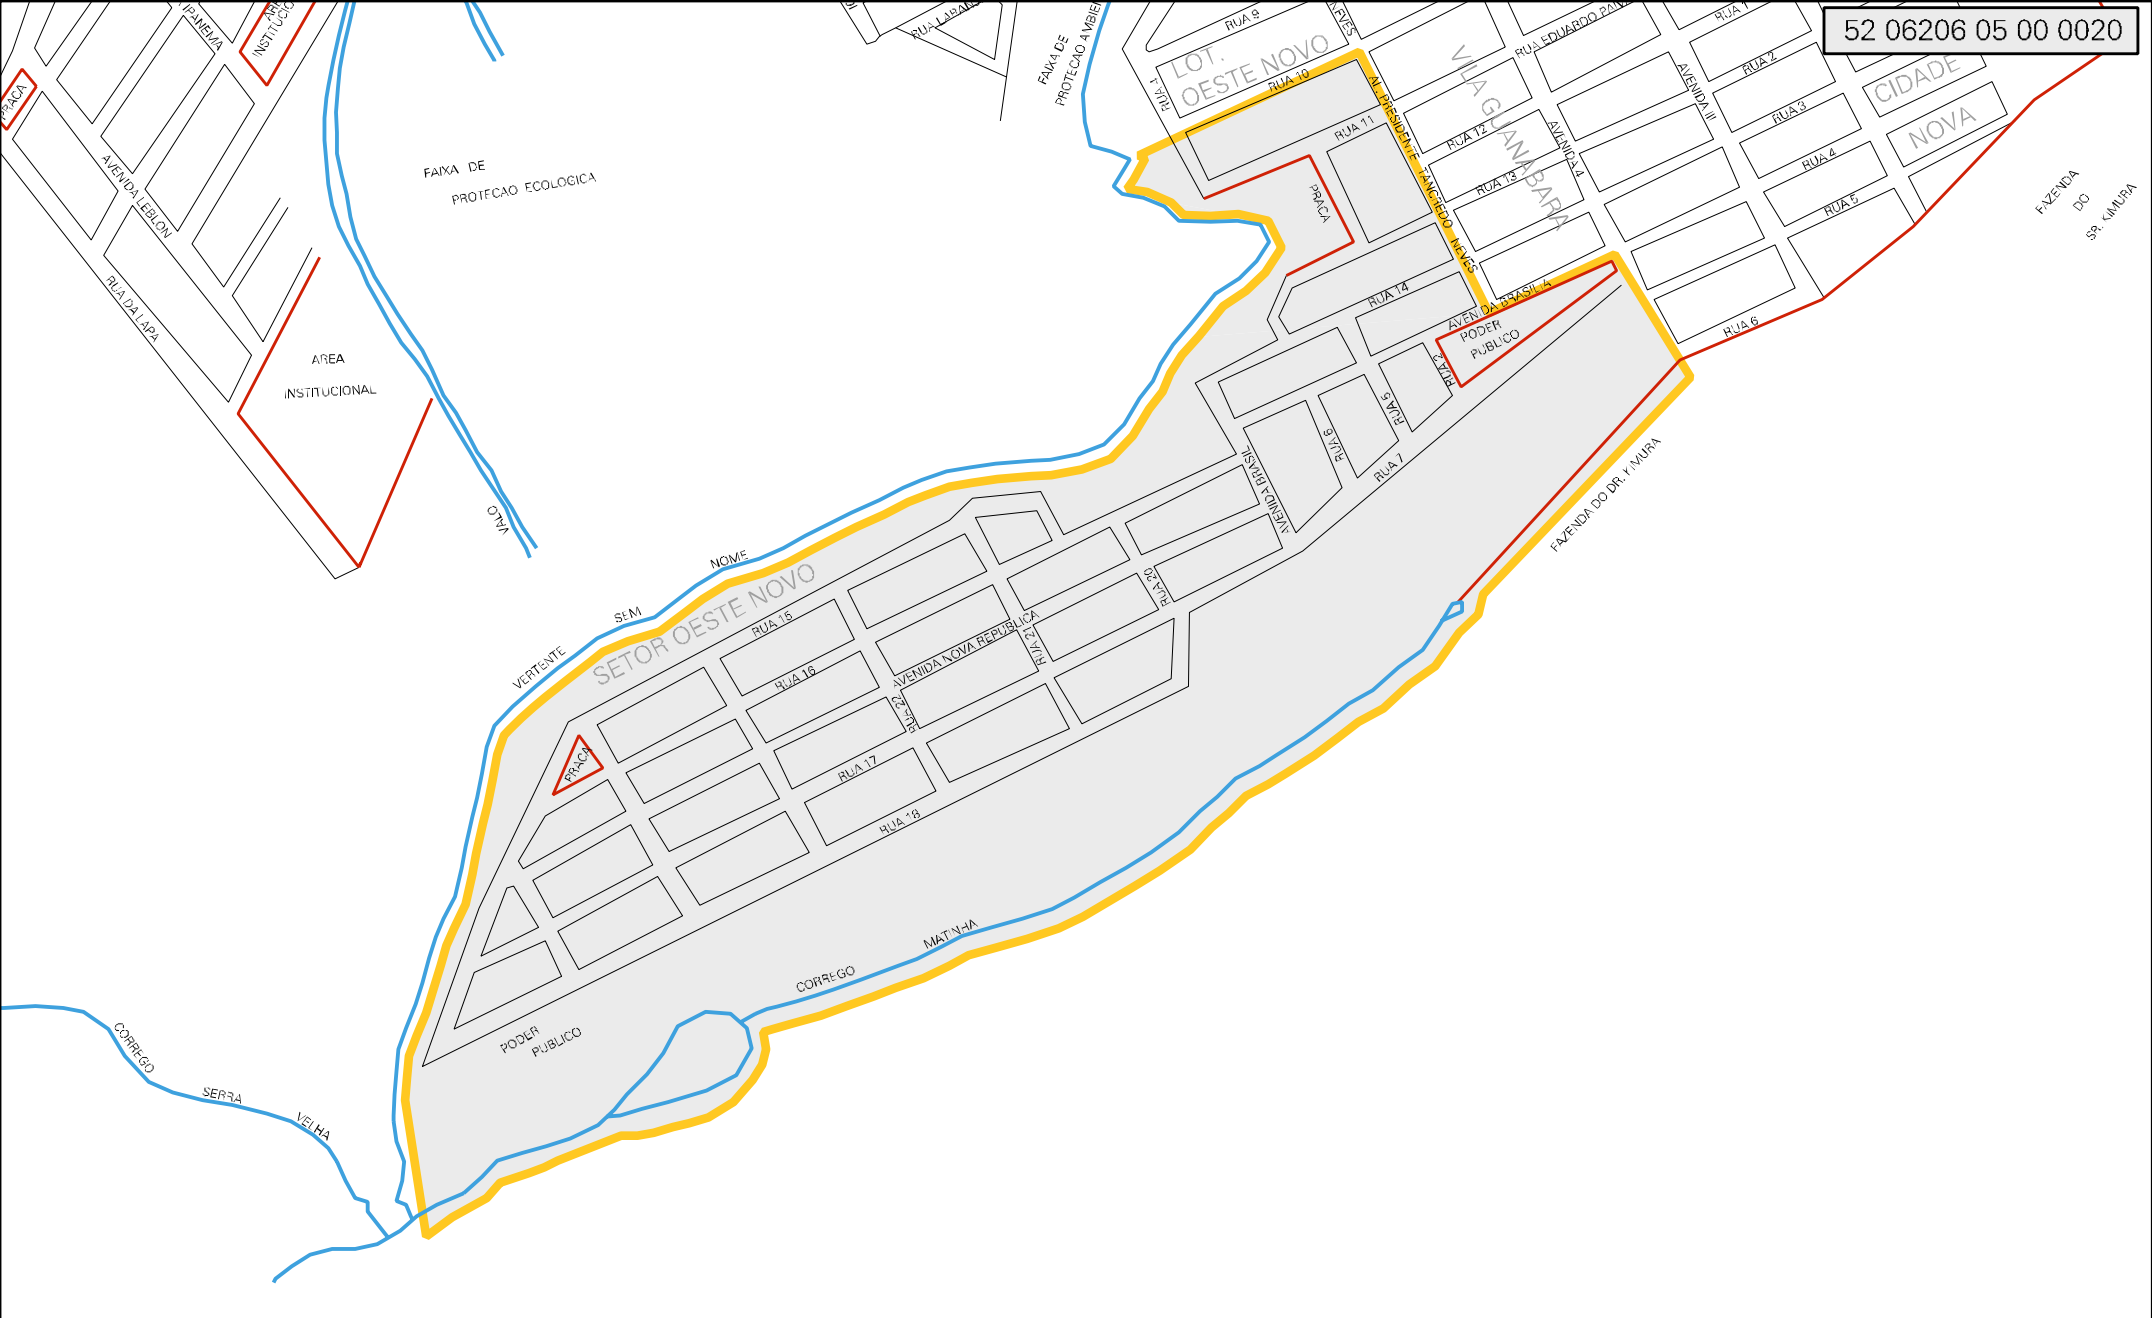 52 06206 05 00 0020
IPANEMA
INSTITUCIO
PRACA
AVENIDA LEBLON
RUA DA LAPA
AREA
INSTITUCIONAL
FAIXA DE
PROTECAO ECOLOGICA
VALO
FAIXA DE
PROTECAO AMBIE
RUA 9
NEVES
LOT.
OESTE NOVO
RUA 1
RUA 10
RUA 11
PRACA
AL. PRESIDENTE TANCREDO NEVES
VILA GUANABARA
RUA EDUARDO PAIVA
RUA 1
RUA 2
RUA 3
RUA 4
RUA 5
RUA 6
AVENIDA III
AVENIDA 4
RUA 12
RUA 13
CIDADE
NOVA
FAZENDA
DO
SR. KIMURA
RUA 14
AVENIDA BRASILIA
PODER
PUBLICO
RUA 2
RUA 5
RUA 6
RUA 7
AVENIDA BRASIL
FAZENDA DO DR. KIMURA
VERTENTE SEM NOME
SETOR OESTE NOVO
RUA 15
RUA 16
AVENIDA NOVA REPUBLICA
RUA 20
RUA 21
RUA 22
RUA 17
RUA 18
PRACA
PODER
PUBLICO
CORREGO MATINHA
CORREGO SERRA VELHA